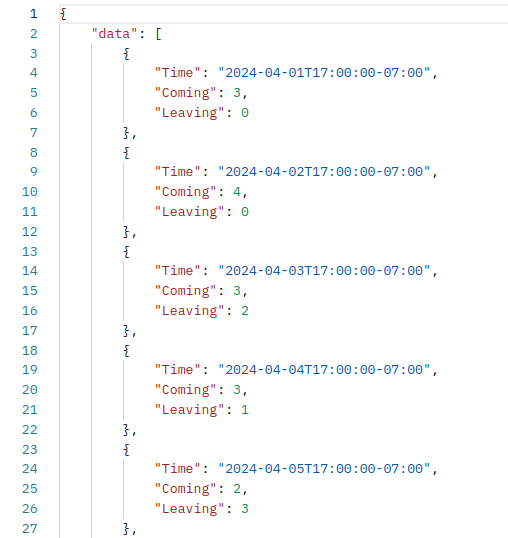 1 {
2     "data": [
3         {
4             "Time": "2024-04-01T17:00:00-07:00",
5             "Coming": 3,
6             "Leaving": 0
7         },
8         {
9             "Time": "2024-04-02T17:00:00-07:00",
10             "Coming": 4,
11             "Leaving": 0
12         },
13         {
14             "Time": "2024-04-03T17:00:00-07:00",
15             "Coming": 3,
16             "Leaving": 2
17         },
18         {
19             "Time": "2024-04-04T17:00:00-07:00",
20             "Coming": 3,
21             "Leaving": 1
22         },
23         {
24             "Time": "2024-04-05T17:00:00-07:00",
25             "Coming": 2,
26             "Leaving": 3
27         },